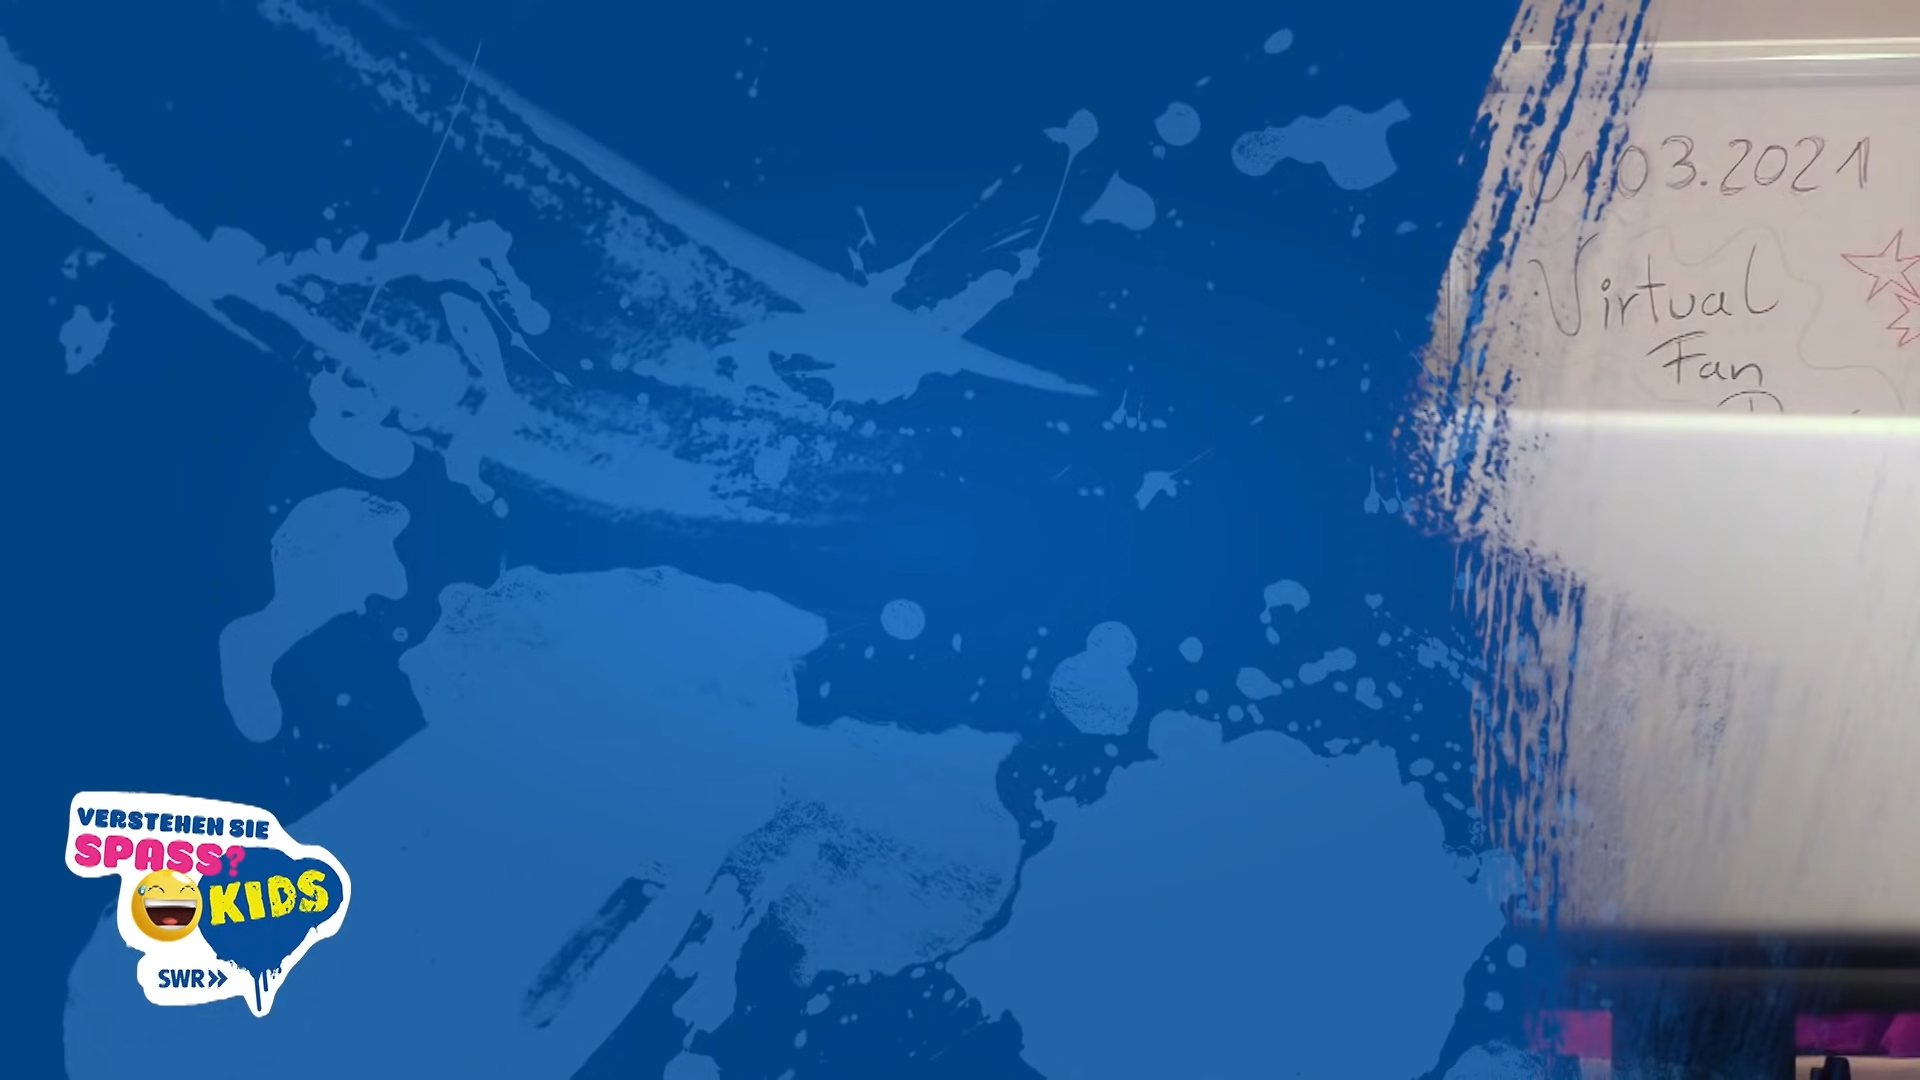 01.03.2021
Virtual
Fan
VERSTEHEN SIE
SPASS?
KIDS
SWR»